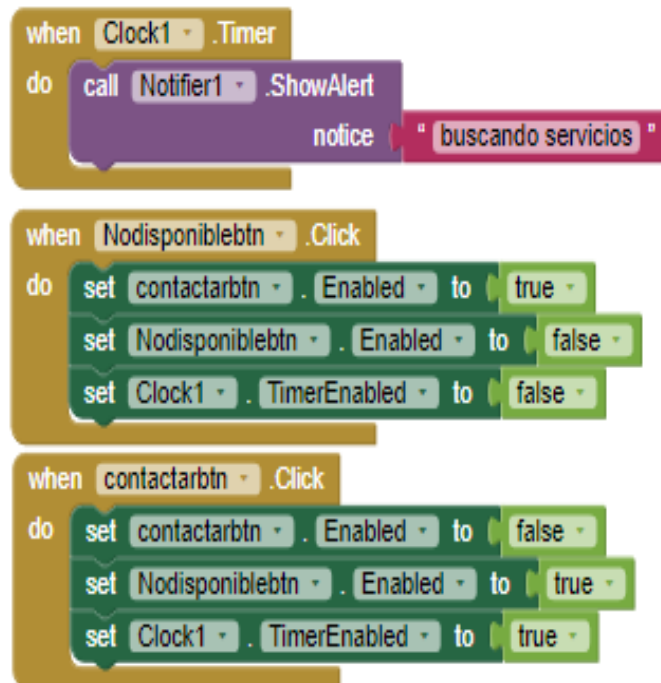 when Clock1 .Timer
do call Notifier1 .ShowAlert
notice " buscando servicios "
when Nodisponiblebtn .Click
do set contactarbtn . Enabled to true
set Nodisponiblebtn . Enabled to false
set Clock1 . TimerEnabled to false
when contactarbtn .Click
do set contactarbtn . Enabled to false
set Nodisponiblebtn . Enabled to true
set Clock1 . TimerEnabled to true